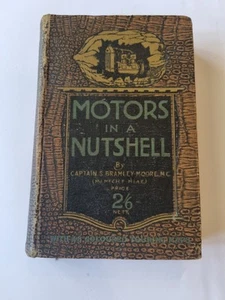 MOTORS
IN A
NUTSHELL
By
CAPTAIN S. BRAMLEY-MOORE, M.C.
PRICE
2/6
NETT